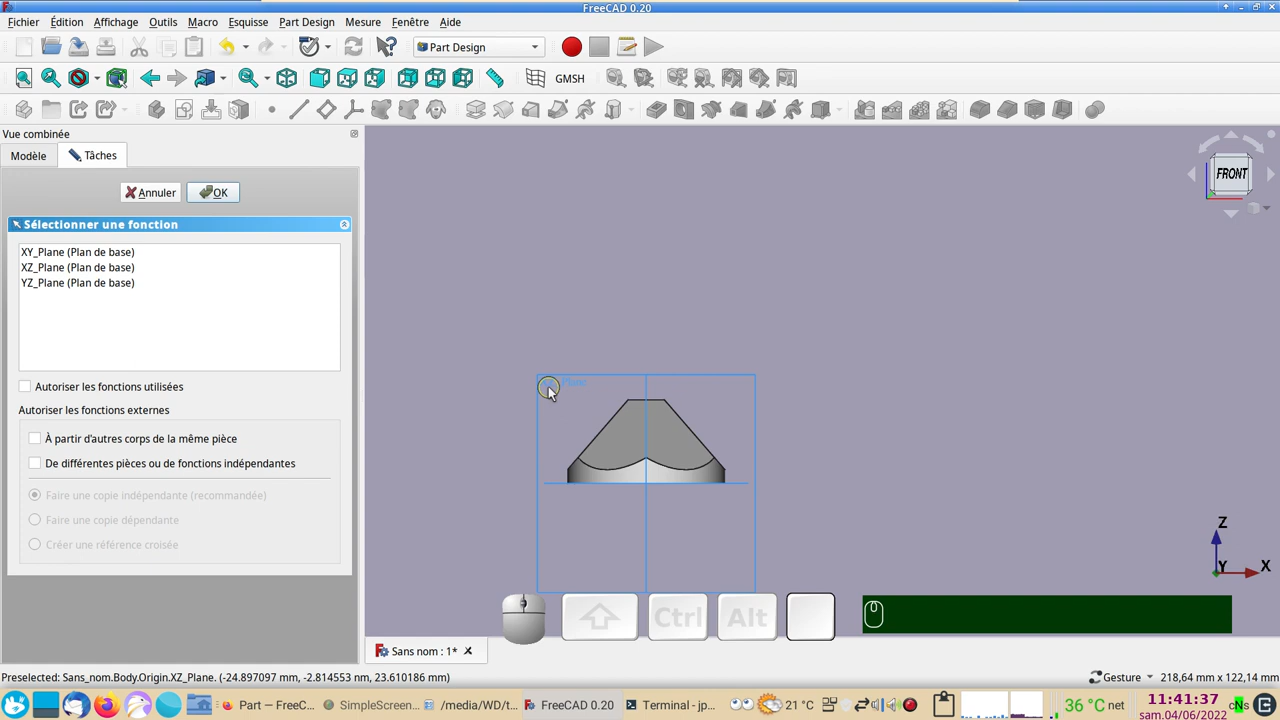 FreeCAD 0.20
Fichier Édition Affichage Outils Macro Esquisse Part Design Mesure Fenêtre Aide
Part Design
GMSH
Vue combinée
Modèle Tâches
Annuler OK
Sélectionner une fonction
XY_Plane (Plan de base)
XZ_Plane (Plan de base)
YZ_Plane (Plan de base)
Autoriser les fonctions utilisées
Autoriser les fonctions externes
À partir d'autres corps de la même pièce
De différentes pièces ou de fonctions indépendantes
Faire une copie indépendante (recommandée)
Faire une copie dépendante
Créer une référence croisée
FRONT
Plane
Z
Y X
Ctrl Alt
Sans nom : 1*
Preselected: Sans_nom.Body.Origin.XZ_Plane. (-24.897097 mm, -2.814553 mm, 23.610186 mm)
Gesture 218,64 mm x 122,14 mm
Part — FreeC... SimpleScreen... /media/WD/t... FreeCAD 0.20 Terminal - jp... 21 °C 36 °C net 11:41:37
sam.04/06/2022